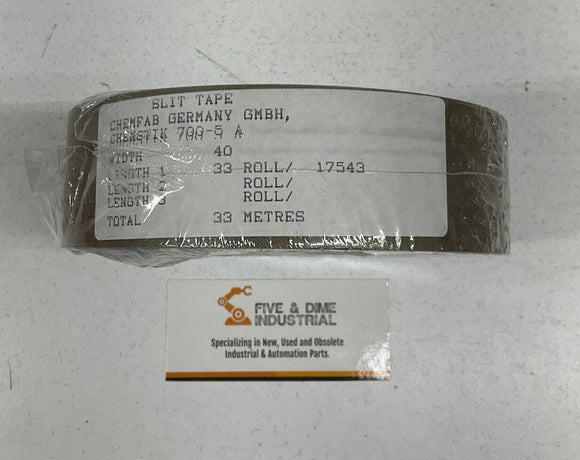 SLIT TAPE
CHEMFAB GERMANY GMBH,
CHEMSTIK 700-5 A
WIDTH 40
LENGTH 1 33 ROLL/ 17543
LENGTH 2 ROLL/
LENGTH 3 ROLL/
TOTAL 33 METRES
FIVE & DIME
INDUSTRIAL
Specializing in New, Used and Obsolete
Industrial & Automation Parts.